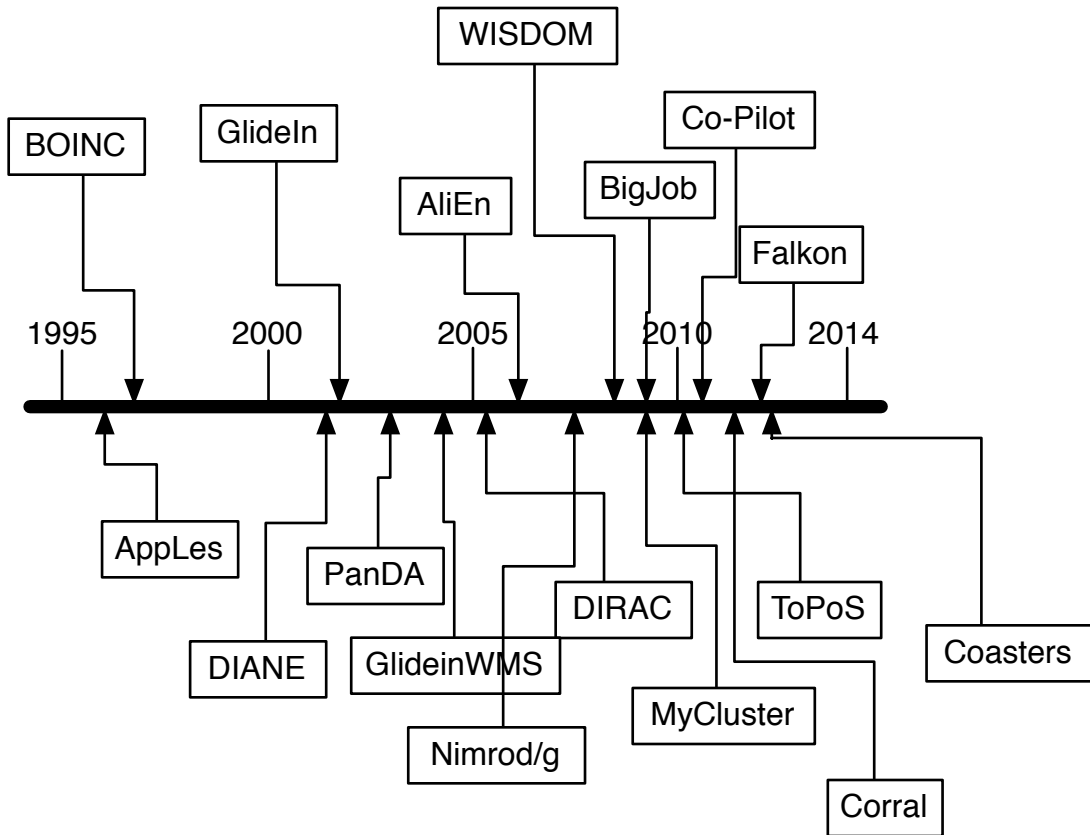 WISDOM
Co-Pilot
GlideIn
BOINC
BigJob
AliEn
Falkon
1995
2000
2005
2010
2014
AppLes
PanDA
DIRAC
ToPoS
Coasters
GlideinWMS
DIANE
MyCluster
Nimrod/g
Corral